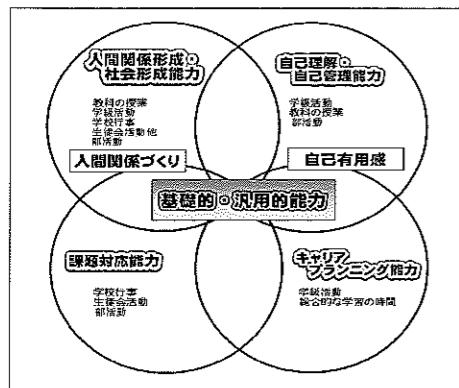 人間関係形成・
社会形成能力
教科の授業
学級活動
学校行事
生徒会活動他
部活動
人間関係づくり
自己理解・
自己管理能力
学級活動
教科の授業
部活動
自己有用感
基礎的・汎用的能力
課題対応能力
学校行事
生徒会活動
部活動
キャリア
プランニング能力
学級活動
総合的な学習の時間